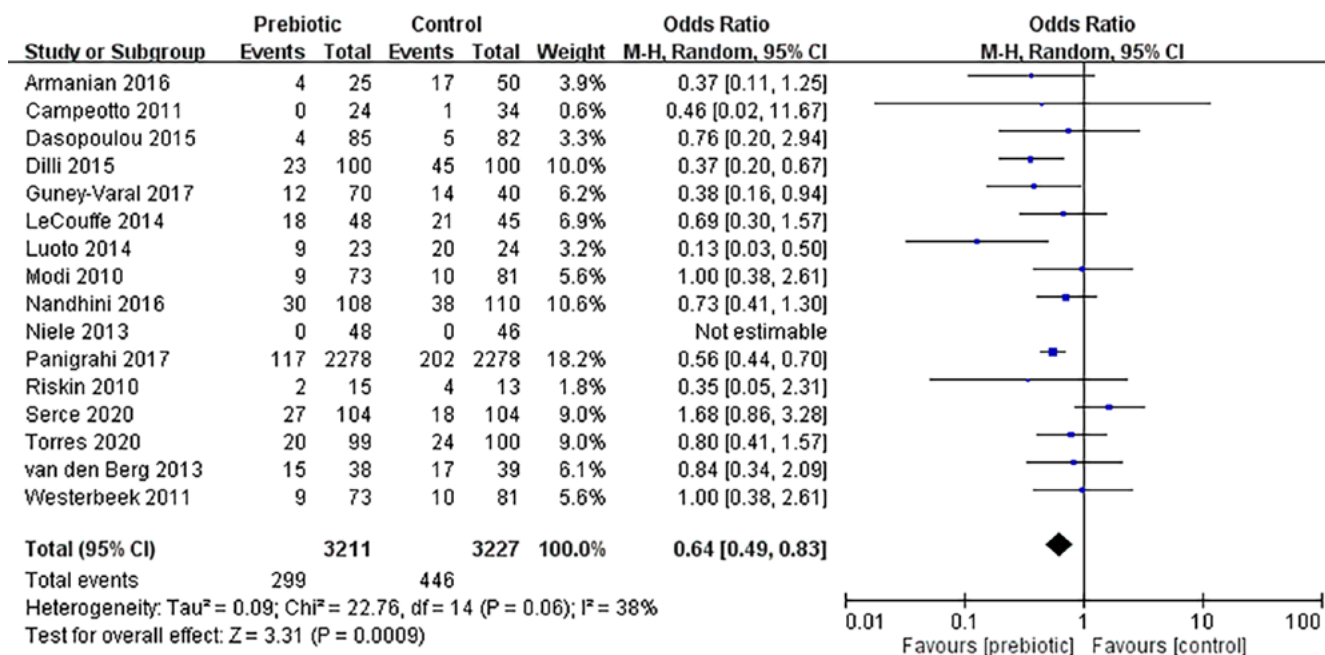 Prebiotic Control Odds Ratio Odds Ratio
Study or Subgroup Events Total Events Total Weight M-H, Random, 95% CI M-H, Random, 95% CI
Armanian 2016 4 25 17 50 3.9% 0.37 [0.11, 1.25]
Campeotto 2011 0 24 1 34 0.6% 0.46 [0.02, 11.67]
Dasopoulou 2015 4 85 5 82 3.3% 0.76 [0.20, 2.94]
Dilli 2015 23 100 45 100 10.0% 0.37 [0.20, 0.67]
Guney-Varal 2017 12 70 14 40 6.2% 0.38 [0.16, 0.94]
LeCouffe 2014 18 48 21 45 6.9% 0.69 [0.30, 1.57]
Luoto 2014 9 23 20 24 3.2% 0.13 [0.03, 0.50]
Modi 2010 9 73 10 81 5.6% 1.00 [0.38, 2.61]
Nandhini 2016 30 108 38 110 10.6% 0.73 [0.41, 1.30]
Niele 2013 0 48 0 46 Not estimable
Panigrahi 2017 117 2278 202 2278 18.2% 0.56 [0.44, 0.70]
Riskin 2010 2 15 4 13 1.8% 0.35 [0.05, 2.31]
Serce 2020 27 104 18 104 9.0% 1.68 [0.86, 3.28]
Torres 2020 20 99 24 100 9.0% 0.80 [0.41, 1.57]
van den Berg 2013 15 38 17 39 6.1% 0.84 [0.34, 2.09]
Westerbeek 2011 9 73 10 81 5.6% 1.00 [0.38, 2.61]
Total (95% CI) 3211 3227 100.0% 0.64 [0.49, 0.83]
Total events 299 446
Heterogeneity: Tau² = 0.09; Chi² = 22.76, df = 14 (P = 0.06); I² = 38%
Test for overall effect: Z = 3.31 (P = 0.0009)
0.01 0.1 1 10 100
Favours [prebiotic] Favours [control]